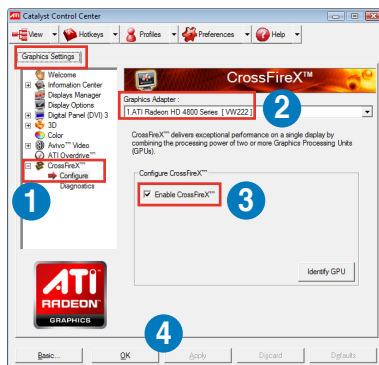 ATI Catalyst Control Center
View Hotkeys Profiles Preferences Help
Graphics Settings
Welcome
Information Center
Displays Manager
Display Options
Digital Panel (DVI) 3
3D
Color
Avivo™ Video
ATI Overdrive™
CrossFireX™
Configure
Diagnostics
1
CrossFireX™
Graphics Adapter :
1.ATI Radeon HD 4800 Series [ VW222 ]
2
CrossFireX™ delivers exceptional performance on a single display by
combining the processing power of two or more Graphics Processing Units
(GPUs).
Configure CrossFireX™
Enable CrossFireX™
3
Identify GPU
ATI
RADEON
GRAPHICS
4
Basic... OK Apply Discard Defaults